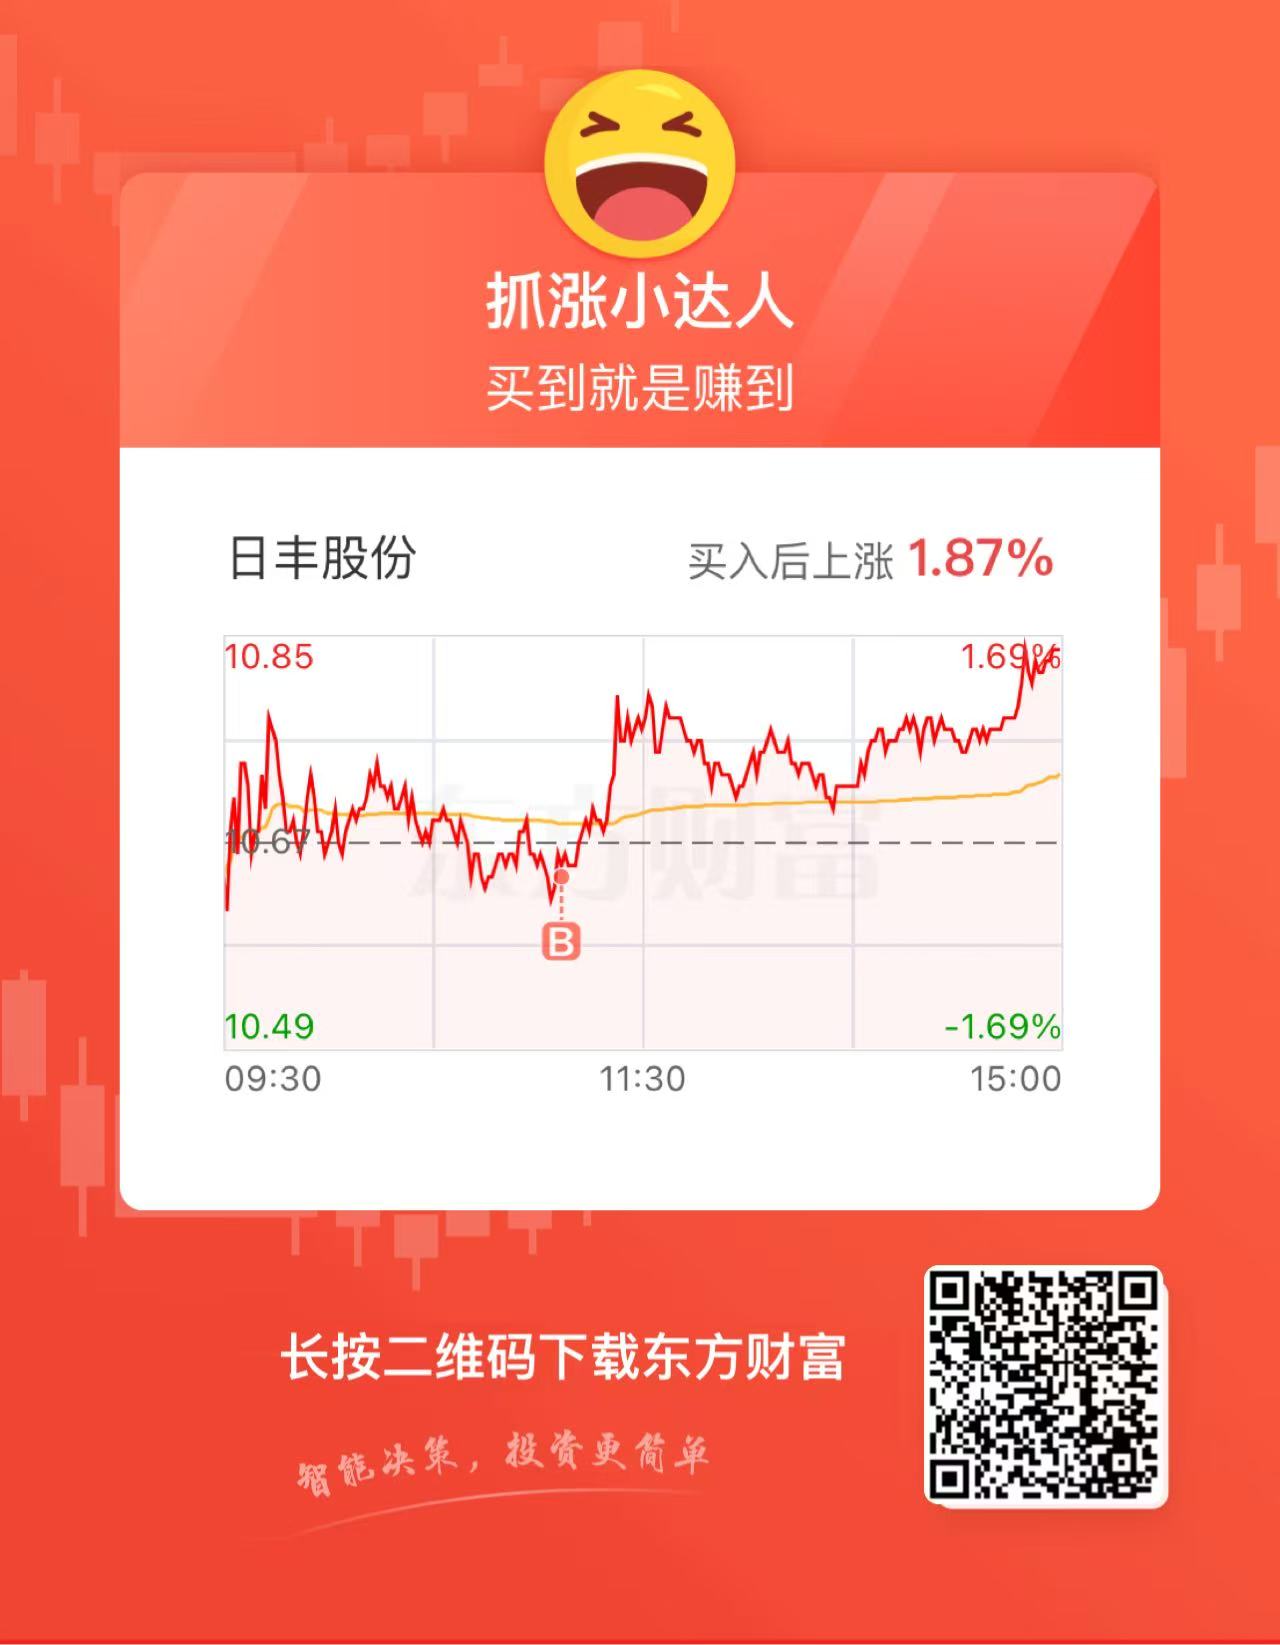 抓涨小达人
买到就是赚到
日丰股份
买入后上涨 1.87%
10.85
1.69%
10.67
东方财富
B
10.49
-1.69%
09:30
11:30
15:00
长按二维码下载东方财富
智能决策，投资更简单